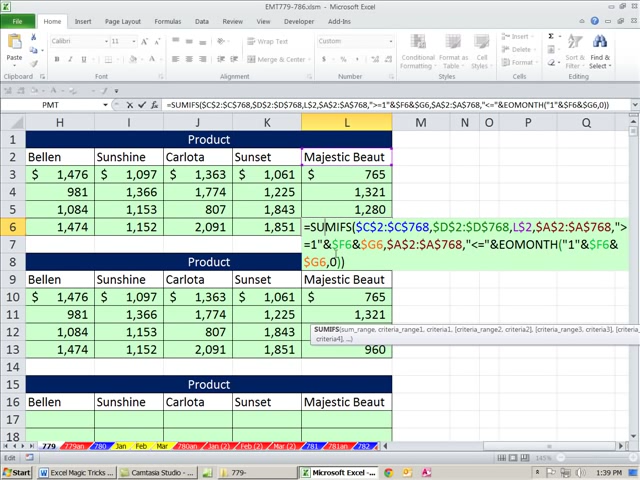 EMT779-786.xlsm - Microsoft Excel
File Home Insert Page Layout Formulas Data Review View Developer Add-Ins
Paste Calibri 11 Wrap Text Custom Conditional Formatting Format as Table Cell Styles Insert Sort & Filter Find & Select
B I U Merge & Center $ % , Delete
Format
Clipboard Font Alignment Number Styles Cells Editing
PMT =SUMIFS($C$2:$C$768,$D$2:$D$768,L$2,$A$2:$A$768,">=1"&$F6&$G6,$A$2:$A$768,"<="&EOMONTH("1"&$F6&$G6,0))
H I J K L M N O P Q
1 Product
2 Bellen Sunshine Carlota Sunset Majestic Beaut
3 $ 1,476 $ 1,097 $ 1,363 $ 1,061 $ 765
4 981 1,366 1,774 1,225 1,321
5 1,084 1,153 807 1,843 1,280
6 1,474 1,152 2,091 1,851 =SUMIFS($C$2:$C$768,$D$2:$D$768,L$2,$A$2:$A$768,">
7 =1"&$F6&$G6,$A$2:$A$768,"<="&EOMONTH("1"&$F6&
8 Product $G6,0))
9 Bellen Sunshine Carlota Sunset Majestic Beaut
10 $ 1,476 $ 1,097 $ 1,363 $ 1,061 $ 765
11 981 1,366 1,774 1,225 1,321
SUMIFS(sum_range, criteria_range1, criteria1, [criteria_range2, criteria2], [criteria_range3, criteria3], [criteria_range4,
12 1,084 1,153 807 1,843
criteria4], ...)
13 1,474 1,152 2,091 1,851 960
14
15 Product
16 Bellen Sunshine Carlota Sunset Majestic Beaut
17
18
779 779an 780 Jan Feb Mar 780an Jan (2) Feb (2) Mar (2) 781 781an 782
Edit 145%
Start Excel Magic Tricks ... Camtasia Studio - ... 779- Microsoft Excel -... 1:39 PM